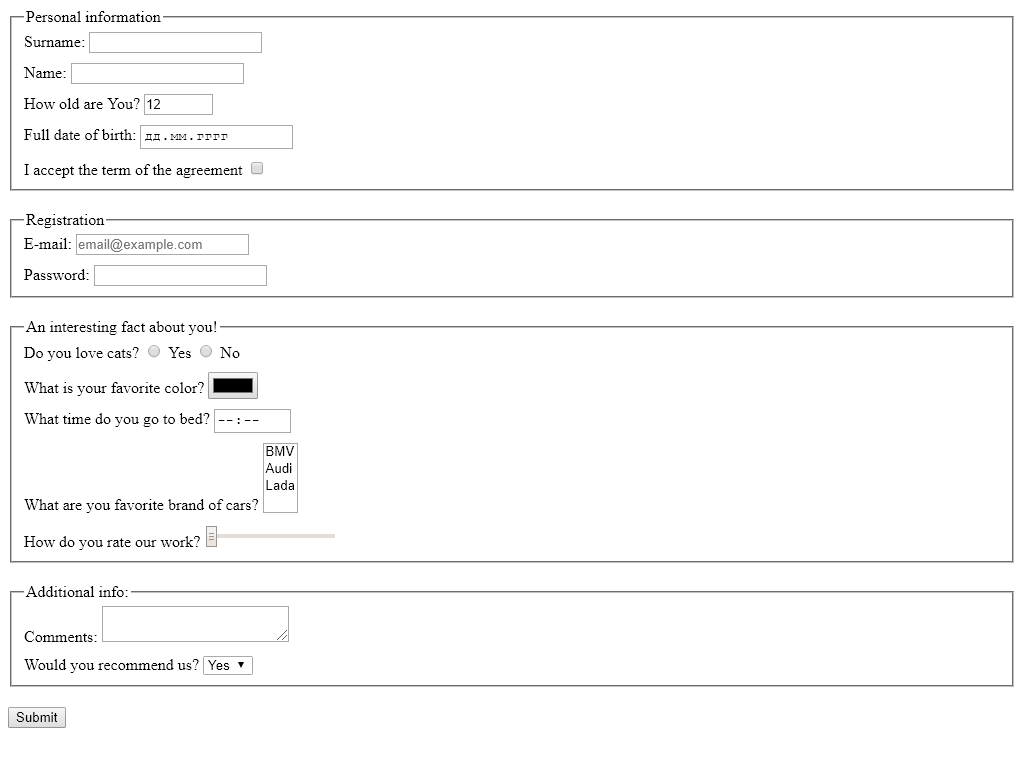 Personal information
Surname:
Name:
How old are You? 12
Full date of birth: дд.мм.гггг
I accept the term of the agreement
Registration
E-mail: email@example.com
Password:
An interesting fact about you!
Do you love cats? Yes No
What is your favorite color?
What time do you go to bed? --:--
BMV
Audi
Lada
What are you favorite brand of cars?
How do you rate our work?
Additional info:
Comments:
Would you recommend us? Yes
Submit